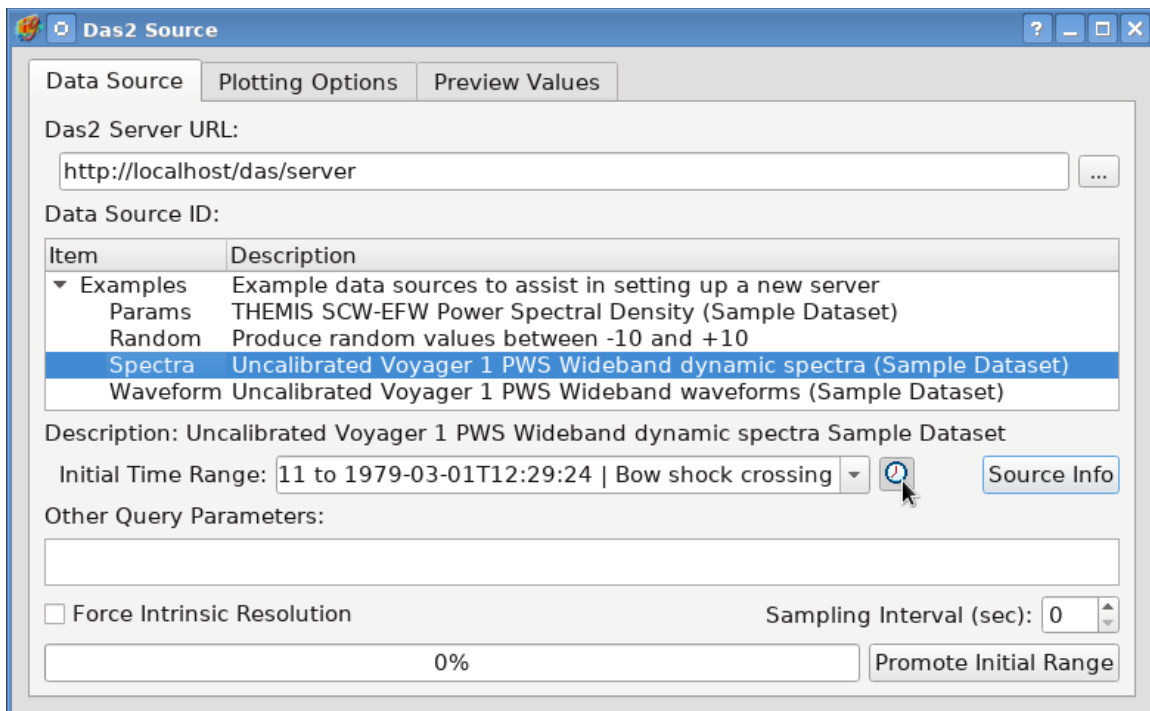 Das2 Source
Data Source Plotting Options Preview Values
Das2 Server URL:
http://localhost/das/server ...
Data Source ID:
Item Description
Examples Example data sources to assist in setting up a new server
Params THEMIS SCW-EFW Power Spectral Density (Sample Dataset)
Random Produce random values between -10 and +10
Spectra Uncalibrated Voyager 1 PWS Wideband dynamic spectra (Sample Dataset)
Waveform Uncalibrated Voyager 1 PWS Wideband waveforms (Sample Dataset)
Description: Uncalibrated Voyager 1 PWS Wideband dynamic spectra Sample Dataset
Initial Time Range: 11 to 1979-03-01T12:29:24 | Bow shock crossing Source Info
Other Query Parameters:
Force Intrinsic Resolution Sampling Interval (sec): 0
0% Promote Initial Range